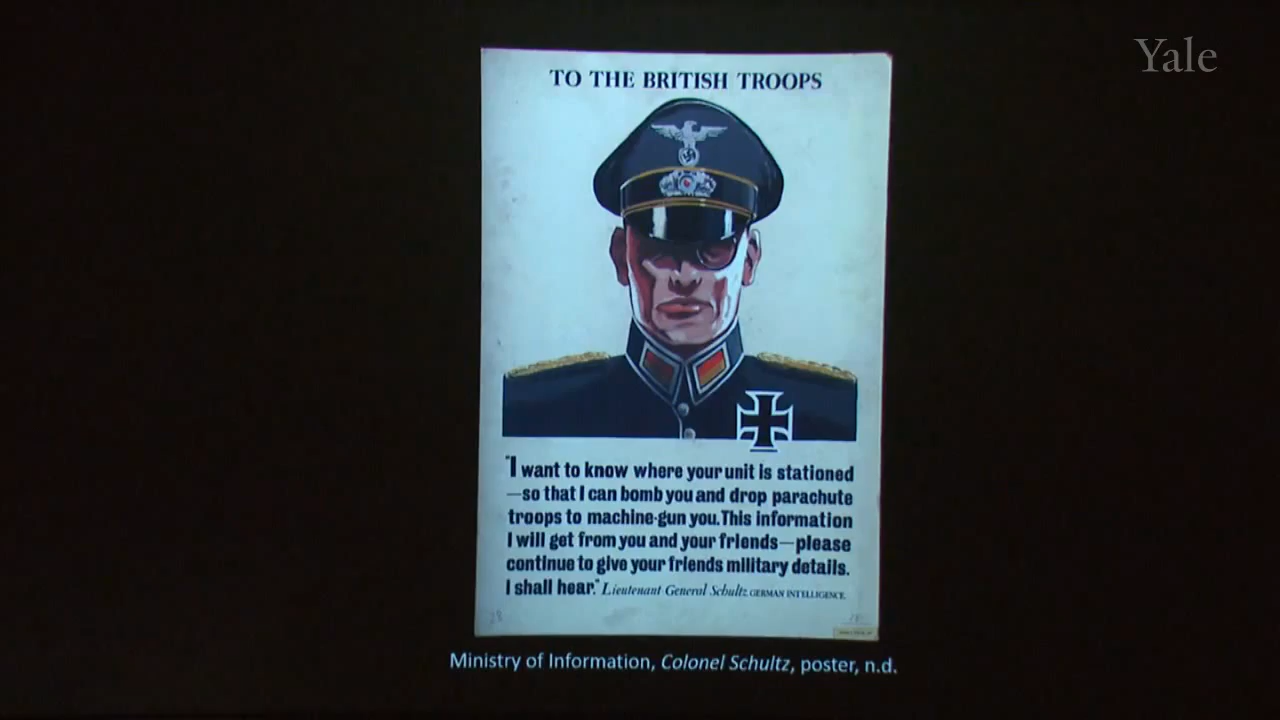 Yale
TO THE BRITISH TROOPS
"I want to know where your unit is stationed
—so that I can bomb you and drop parachute
troops to machine-gun you. This information
I will get from you and your friends—please
continue to give your friends military details.
I shall hear." Lieutenant General Schultz GERMAN INTELLIGENCE.
28
Ministry of Information, Colonel Schultz, poster, n.d.